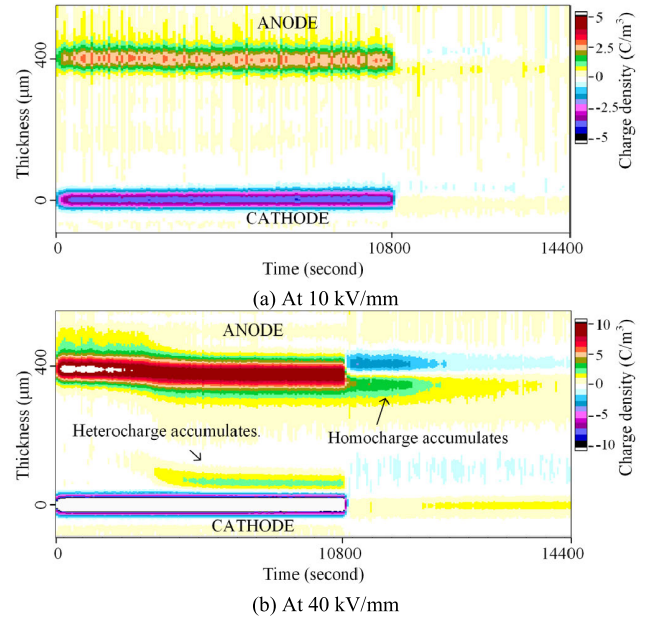 ANODE
5
2.5
0
-2.5
-5
Charge density (C/m³)
400
0
Thickness (µm)
CATHODE
0
10800
14400
Time (second)
(a) At 10 kV/mm
ANODE
10
5
0
-5
-10
Charge density (C/m³)
400
0
Thickness (µm)
Heterocharge accumulates.
Homocharge accumulates
CATHODE
0
10800
14400
Time (second)
(b) At 40 kV/mm